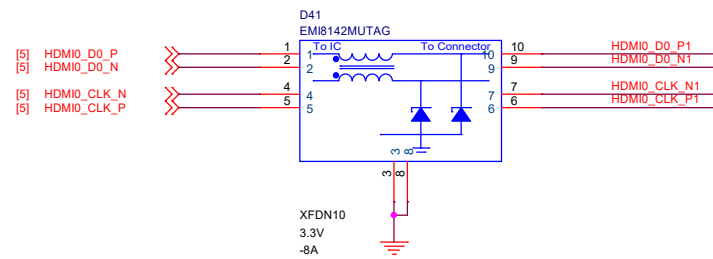 D41
EMI8142MUTAG
[5] HDMI0_D0_P 1 1 To IC To Connector 10 10 HDMI0_D0_P1
[5] HDMI0_D0_N 2 2 9 9 HDMI0_D0_N1
[5] HDMI0_CLK_N 4 4 7 7 HDMI0_CLK_N1
[5] HDMI0_CLK_P 5 5 6 6 HDMI0_CLK_P1
3 8
3 8
XFDN10
3.3V
-8A